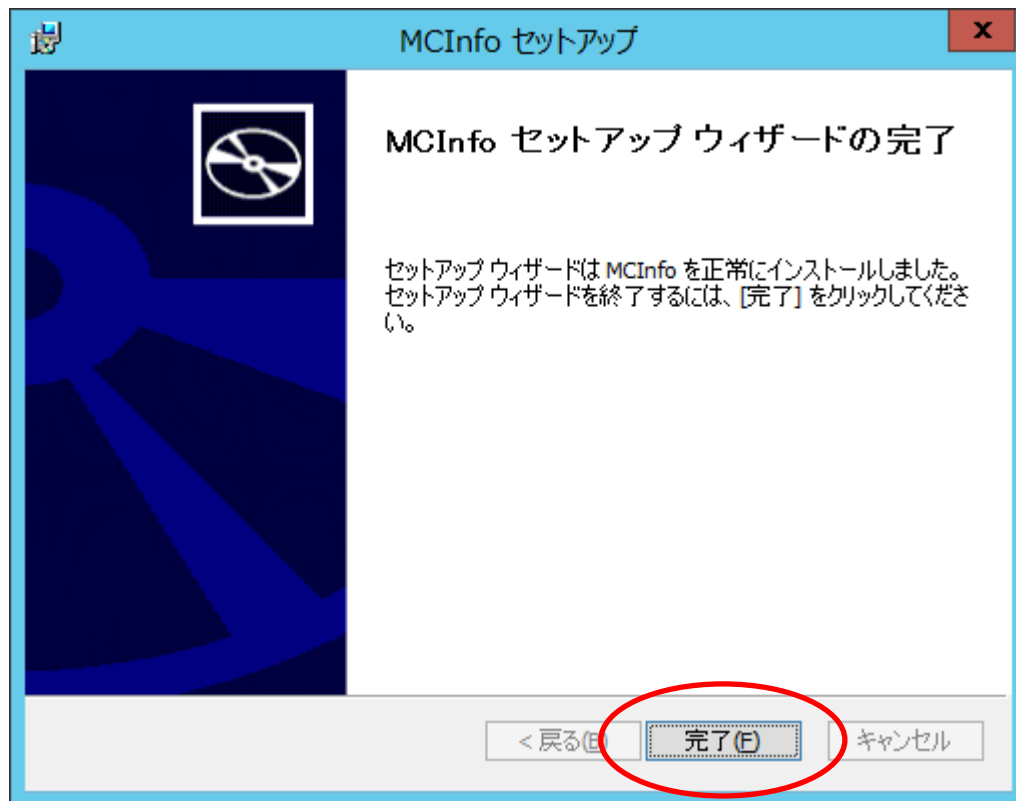 MCInfo セットアップ
x
MCInfo セットアップ ウィザードの完了
セットアップ ウィザードは MCInfo を正常にインストールしました。
セットアップ ウィザードを終了するには、[完了] をクリックしてくださ
い。
< 戻る(B)
完了(F)
キャンセル